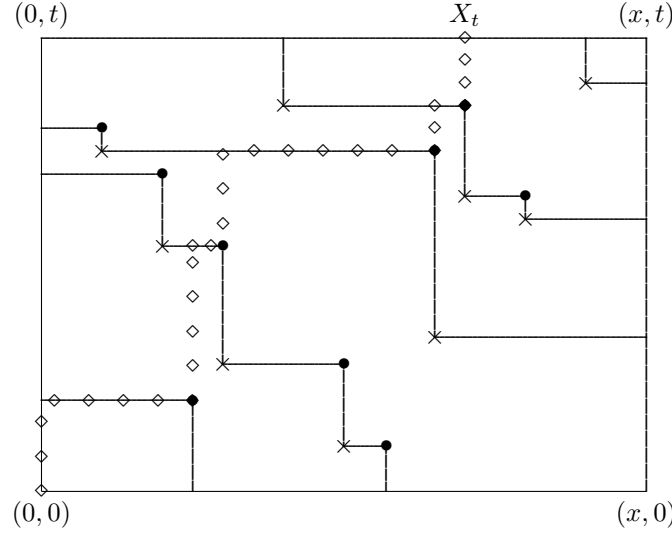 (0, t) X_t (x, t)
(0, 0) (x, 0)